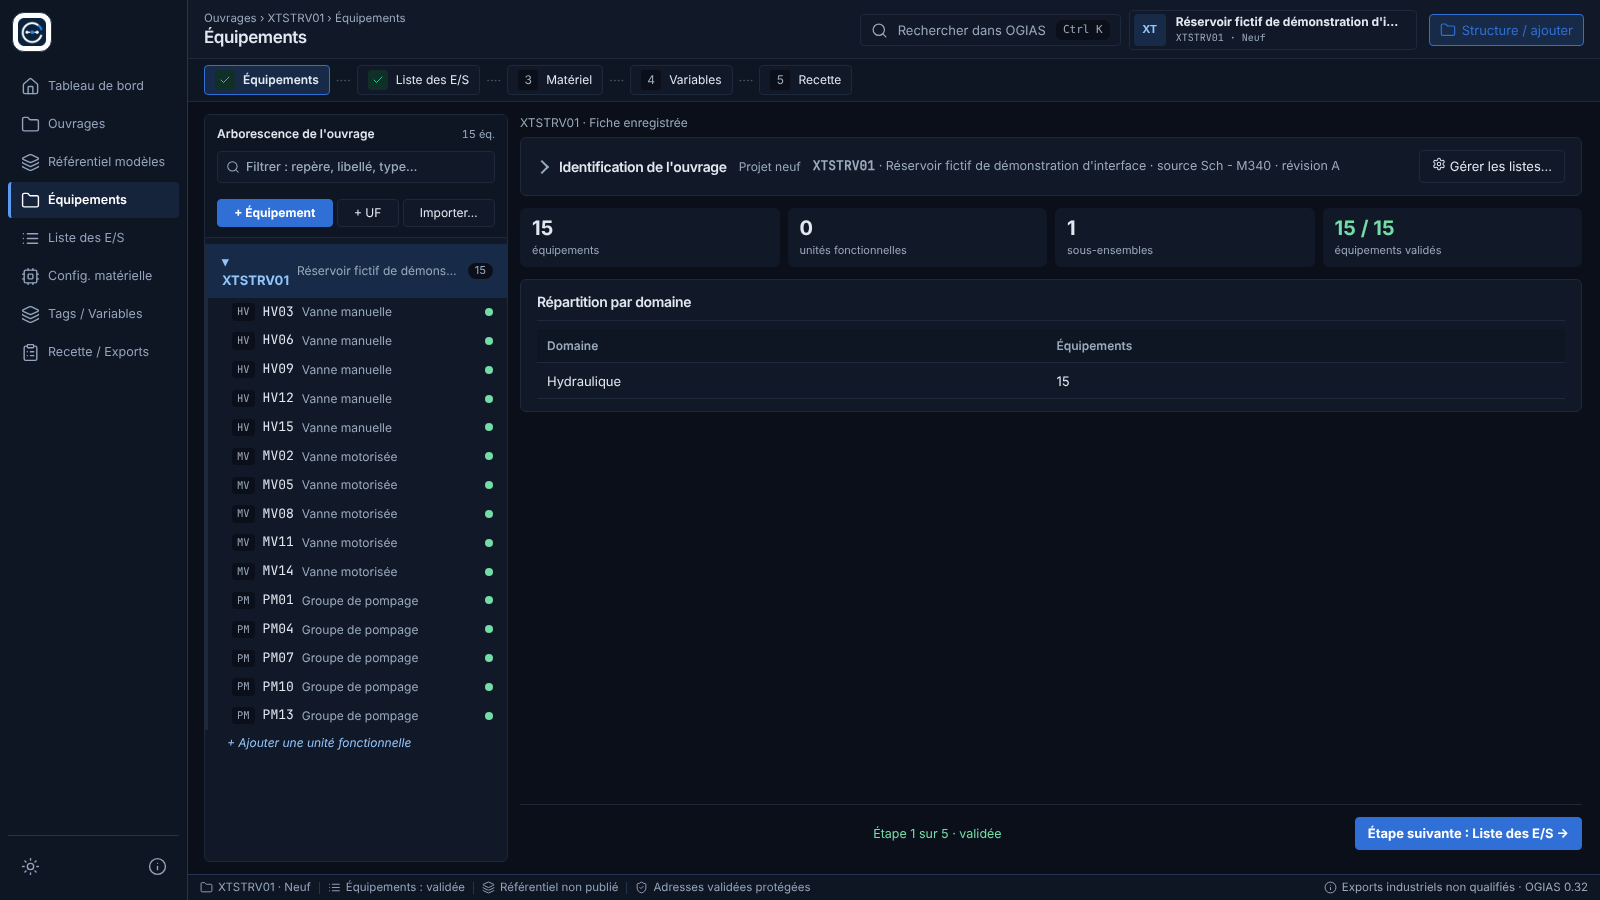 Ouvrages › XTSTRV01 › Équipements
Équipements
Rechercher dans OGIAS Ctrl K
XT
Réservoir fictif de démonstration d'i...
XTSTRV01 · Neuf
Structure / ajouter
Tableau de bord
Ouvrages
Référentiel modèles
Équipements
Liste des E/S
Config. matérielle
Tags / Variables
Recette / Exports
Équipements
Liste des E/S
3 Matériel
4 Variables
5 Recette
Arborescence de l'ouvrage 15 éq.
Filtrer : repère, libellé, type...
+ Équipement + UF Importer...
▾ XTSTRV01 Réservoir fictif de démons... 15
HV HV03 Vanne manuelle
HV HV06 Vanne manuelle
HV HV09 Vanne manuelle
HV HV12 Vanne manuelle
HV HV15 Vanne manuelle
MV MV02 Vanne motorisée
MV MV05 Vanne motorisée
MV MV08 Vanne motorisée
MV MV11 Vanne motorisée
MV MV14 Vanne motorisée
PM PM01 Groupe de pompage
PM PM04 Groupe de pompage
PM PM07 Groupe de pompage
PM PM10 Groupe de pompage
PM PM13 Groupe de pompage
+ Ajouter une unité fonctionnelle
XTSTRV01 · Fiche enregistrée
Identification de l'ouvrage Projet neuf XTSTRV01 · Réservoir fictif de démonstration d'interface · source Sch - M340 · révision A
Gérer les listes...
15
équipements
0
unités fonctionnelles
1
sous-ensembles
15 / 15
équipements validés
Répartition par domaine
Domaine Équipements
Hydraulique 15
Étape 1 sur 5 · validée
Étape suivante : Liste des E/S →
XTSTRV01 · Neuf
Équipements : validée
Référentiel non publié
Adresses validées protégées
Exports industriels non qualifiés · OGIAS 0.32